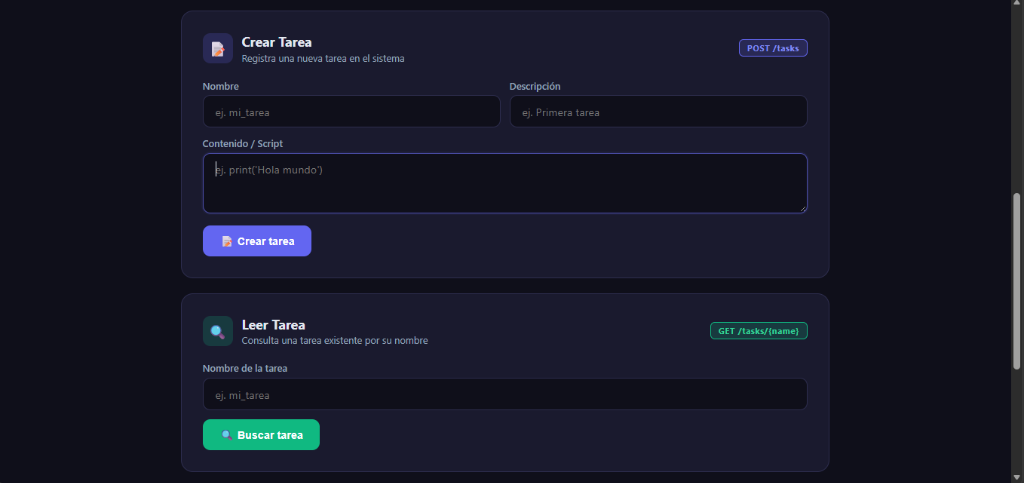 Crear Tarea
Registra una nueva tarea en el sistema
POST /tasks
Nombre
Descripción
ej. mi_tarea
ej. Primera tarea
Contenido / Script
ej. print('Hola mundo')
Crear tarea
Leer Tarea
Consulta una tarea existente por su nombre
GET /tasks/{name}
Nombre de la tarea
ej. mi_tarea
Buscar tarea